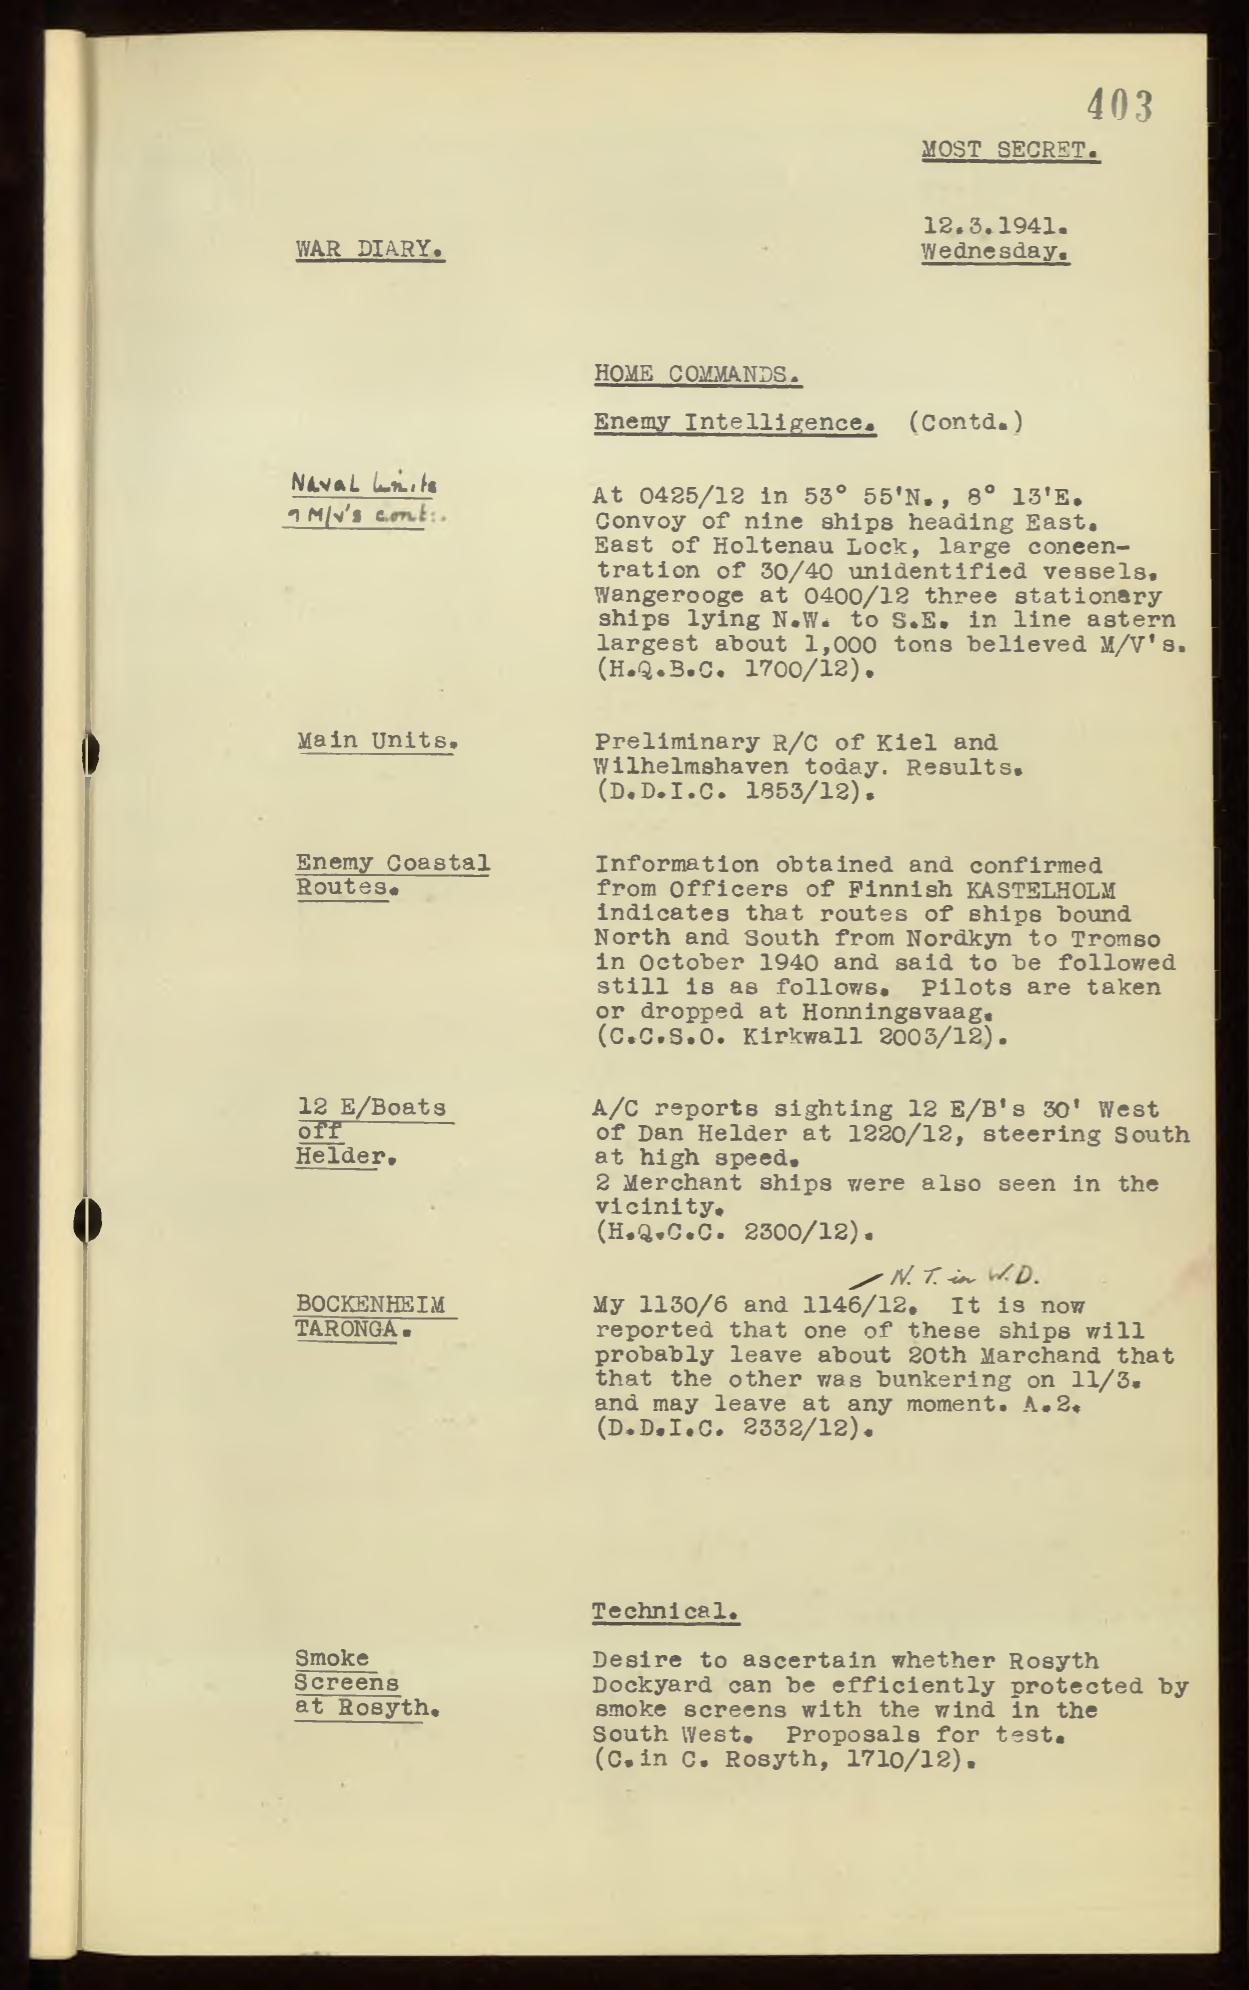 403
MOST SECRET.
12.3.1941.
WAR DIARY.
Wednesday.
HOME COMMANDS.
Enemy Intelligence. (Contd.)
Naval Units
9 M/V's cont:.
At 0425/12 in 53° 55'N., 8° 13'E.
Convoy of nine ships heading East.
East of Holtenau Lock, large coneen-
tration of 30/40 unidentified vessels.
Wangerooge at 0400/12 three stationary
ships lying N.W. to S.E. in line astern
largest about 1,000 tons believed M/V's.
(H.Q.B.C. 1700/12).
Main Units.
Preliminary R/C of Kiel and
Wilhelmshaven today. Results.
(D.D.I.C. 1853/12).
Enemy Coastal
Routes.
Information obtained and confirmed
from Officers of Finnish KASTELHOLM
indicates that routes of ships bound
North and South from Nordkyn to Tromso
in October 1940 and said to be followed
still is as follows. Pilots are taken
or dropped at Honningsvaag.
(C.C.S.O. Kirkwall 2003/12).
12 E/Boats
off
Helder.
A/C reports sighting 12 E/B's 30' West
of Dan Helder at 1220/12, steering South
at high speed.
2 Merchant ships were also seen in the
vicinity.
(H.Q.C.C. 2300/12).
N.T. in W.D.
BOCKENHEIM
TARONGA.
My 1130/6 and 1146/12. It is now
reported that one of these ships will
probably leave about 20th Marchand that
that the other was bunkering on 11/3.
and may leave at any moment. A.2.
(D.D.I.C. 2332/12).
Technical.
Smoke
Screens
at Rosyth.
Desire to ascertain whether Rosyth
Dockyard can be efficiently protected by
smoke screens with the wind in the
South West. Proposals for test.
(C.in C. Rosyth, 1710/12).